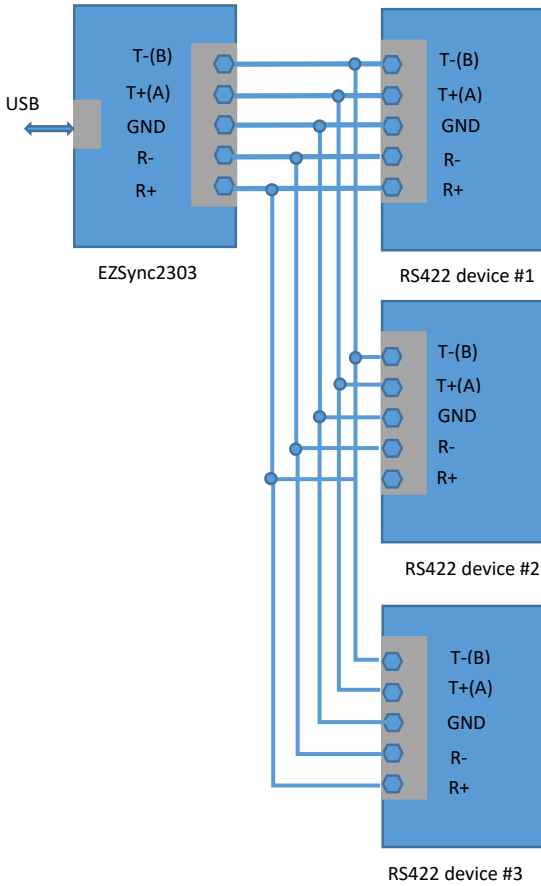 T-(B)
T+(A)
GND
R-
R+
USB
EZSync2303
T-(B)
T+(A)
GND
R-
R+
RS422 device #1
T-(B)
T+(A)
GND
R-
R+
RS422 device #2
T-(B)
T+(A)
GND
R-
R+
RS422 device #3